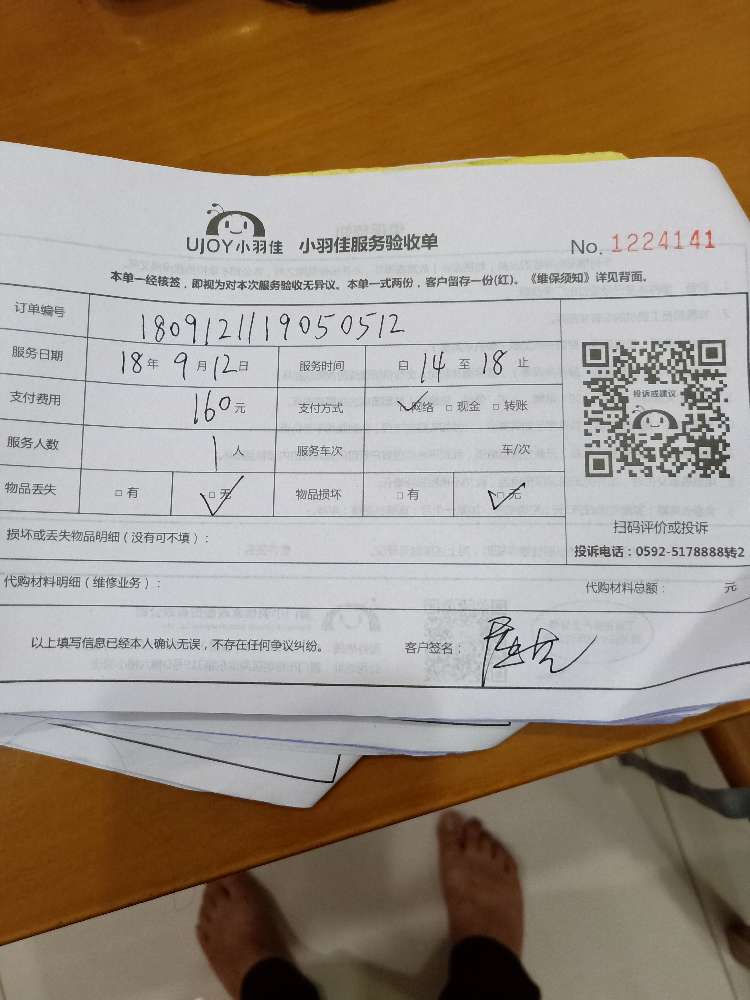 UJOY小羽佳 小羽佳服务验收单 No. 1224141
本单一经核签，即视为对本次服务验收无异议。本单一式两份，客户留存一份(红)。《维保须知》详见背面。
订单编号 1809121119050512
服务日期 18年9月12日 服务时间 自14至18止
支付费用 160元 支付方式 □网络 □现金 □转账
服务人数 1人 服务车次 车/次
物品丢失 □有 □无 物品损坏 □有 □无
投诉或建议
扫码评价或投诉
投诉电话：0592-5178888转2
损坏或丢失物品明细（没有可不填）：
代购材料明细（维修业务）： 代购材料总额： 元
以上填写信息已经本人确认无误，不存在任何争议纠纷。 客户签名：